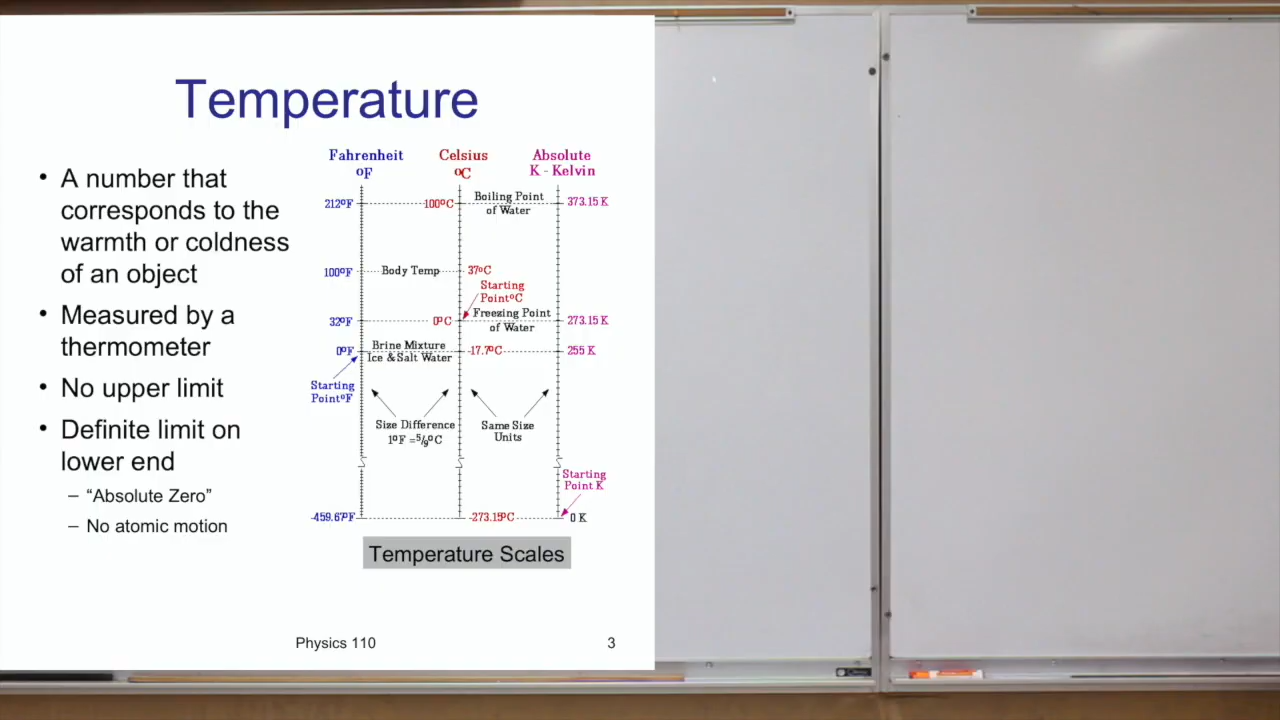 Temperature
• A number that
corresponds to the
warmth or coldness
of an object
• Measured by a
thermometer
• No upper limit
• Definite limit on
lower end
– “Absolute Zero”
– No atomic motion
Fahrenheit
ºF
Celsius
ºC
Absolute
K - Kelvin
212ºF
100ºC
Boiling Point
of Water
373.15 K
100ºF
Body Temp
37ºC
Starting
PointºC
32ºF
0ºC
Freezing Point
of Water
273.15 K
0ºF
Brine Mixture
Ice & Salt Water
-17.7ºC
255 K
Starting
PointºF
Size Difference
1ºF =5/9ºC
Same Size
Units
Starting
Point K
-459.67ºF
-273.15ºC
0 K
Temperature Scales
Physics 110
3